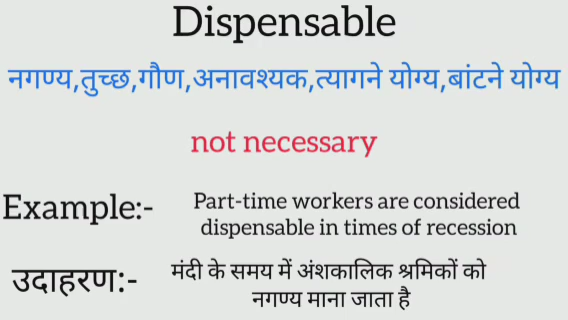 Dispensable
नगण्य,तुच्छ,गौण,अनावश्यक,त्यागने योग्य,बांटने योग्य
not necessary
Example:-
Part-time workers are considered
dispensable in times of recession
उदाहरण:-
मंदी के समय में अंशकालिक श्रमिकों को
नगण्य माना जाता है